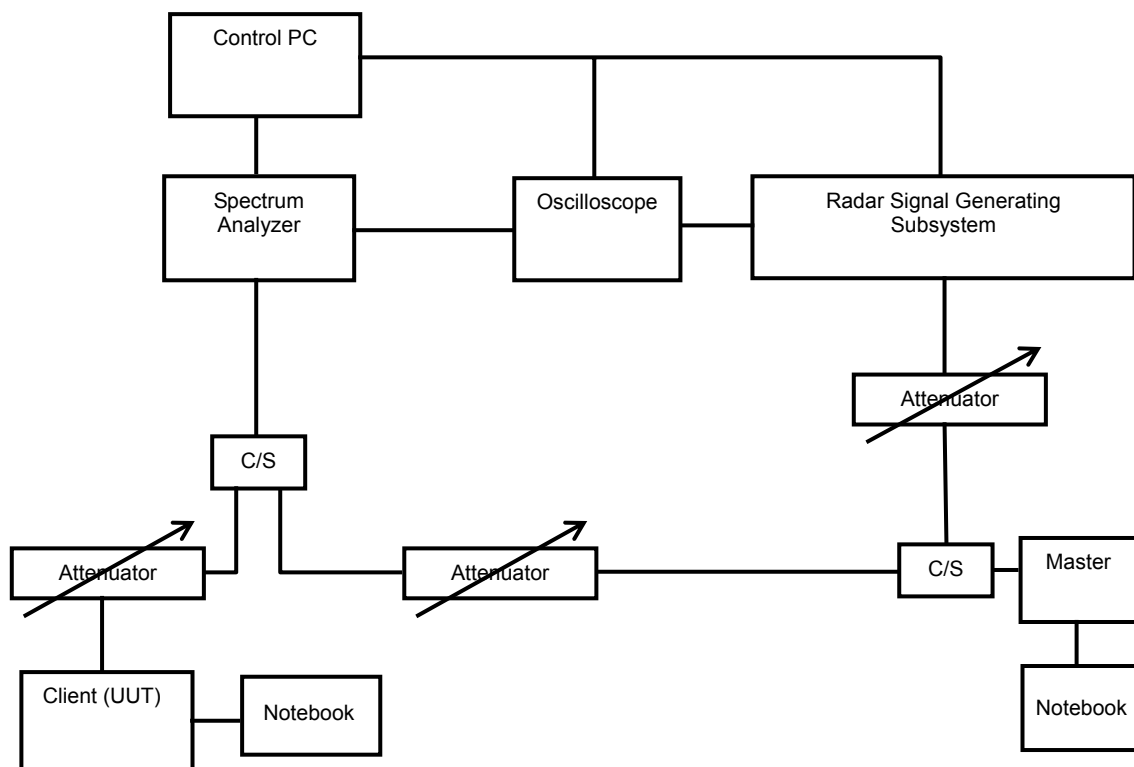 Control PC
Spectrum
Analyzer
Oscilloscope
Radar Signal Generating
Subsystem
Attenuator
C/S
Attenuator
Attenuator
C/S
Master
Client (UUT)
Notebook
Notebook